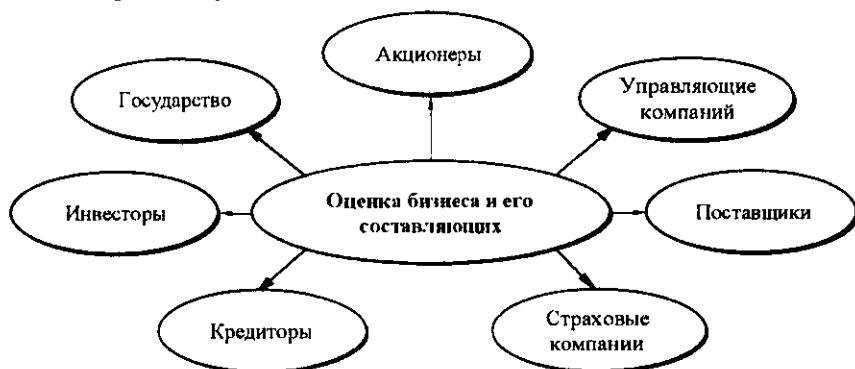 Акционеры
Государство
Управляющие
компаний
Оценка бизнеса и его
составляющих
Инвесторы
Поставщики
Кредиторы
Страховые
компании